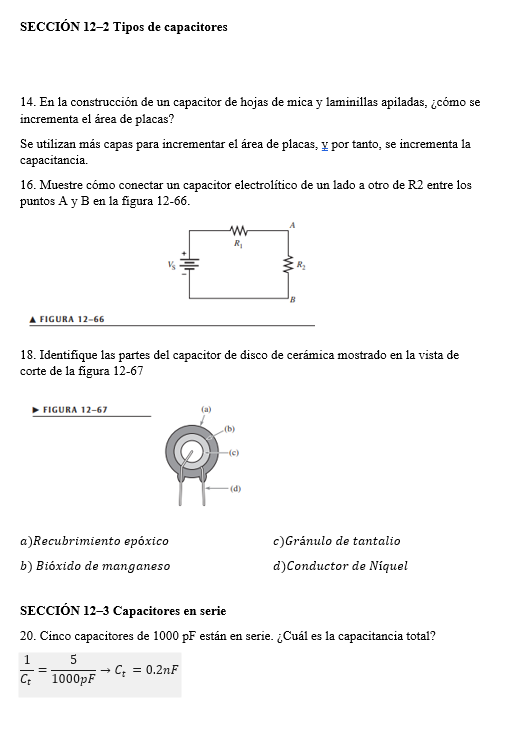 SECCIÓN 12–2 Tipos de capacitores
14. En la construcción de un capacitor de hojas de mica y laminillas apiladas, ¿cómo se
incrementa el área de placas?
Se utilizan más capas para incrementar el área de placas, y por tanto, se incrementa la
capacitancia.
16. Muestre cómo conectar un capacitor electrolítico de un lado a otro de R2 entre los
puntos A y B en la figura 12-66.
A
R₁
+
V_S
R₂
-
B
▲ FIGURA 12–66
18. Identifique las partes del capacitor de disco de cerámica mostrado en la vista de
corte de la figura 12-67
► FIGURA 12–67
(a)
(b)
(c)
(d)
a)Recubrimiento epóxico c)Gránulo de tantalio
b) Bióxido de manganeso d)Conductor de Níquel
SECCIÓN 12–3 Capacitores en serie
20. Cinco capacitores de 1000 pF están en serie. ¿Cuál es la capacitancia total?
1/C_t = 5/1000pF → C_t = 0.2nF